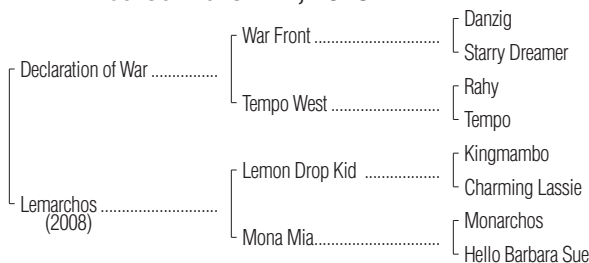 Danzig
War Front ................................
Starry Dreamer
Declaration of War ................
Rahy
Tempo West ............................
Tempo
Kingmambo
Lemon Drop Kid ...................
Charming Lassie
Lemarchos ............................
(2008)
Monarchos
Mona Mia................................
Hello Barbara Sue